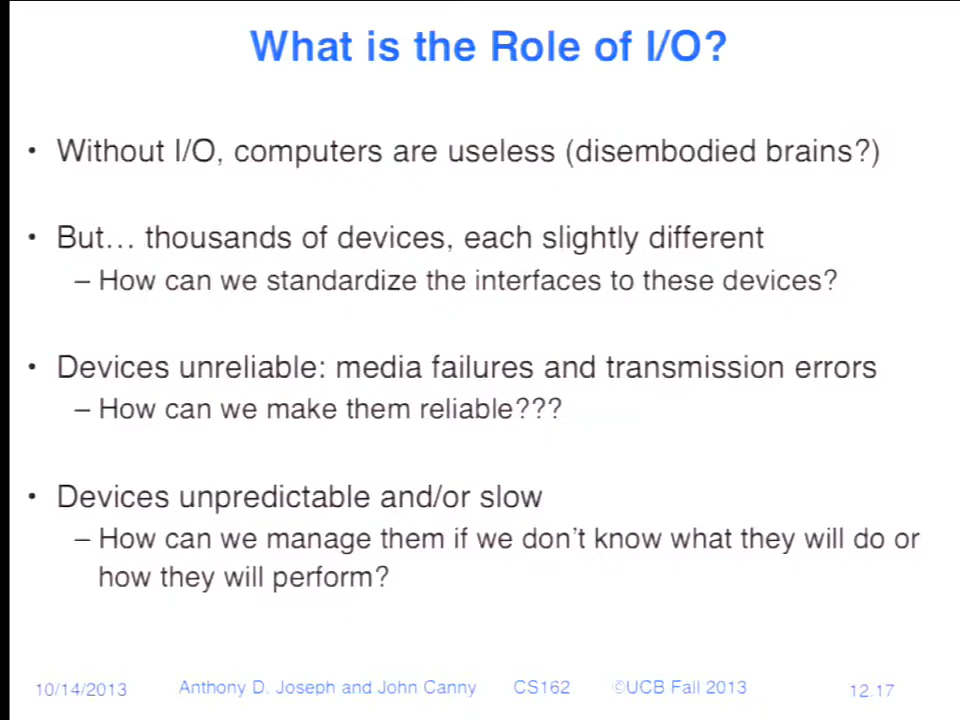 What is the Role of I/O?
• Without I/O, computers are useless (disembodied brains?)
• But… thousands of devices, each slightly different
– How can we standardize the interfaces to these devices?
• Devices unreliable: media failures and transmission errors
– How can we make them reliable???
• Devices unpredictable and/or slow
– How can we manage them if we don't know what they will do or
how they will perform?
10/14/2013 Anthony D. Joseph and John Canny CS162 ©UCB Fall 2013 12.17